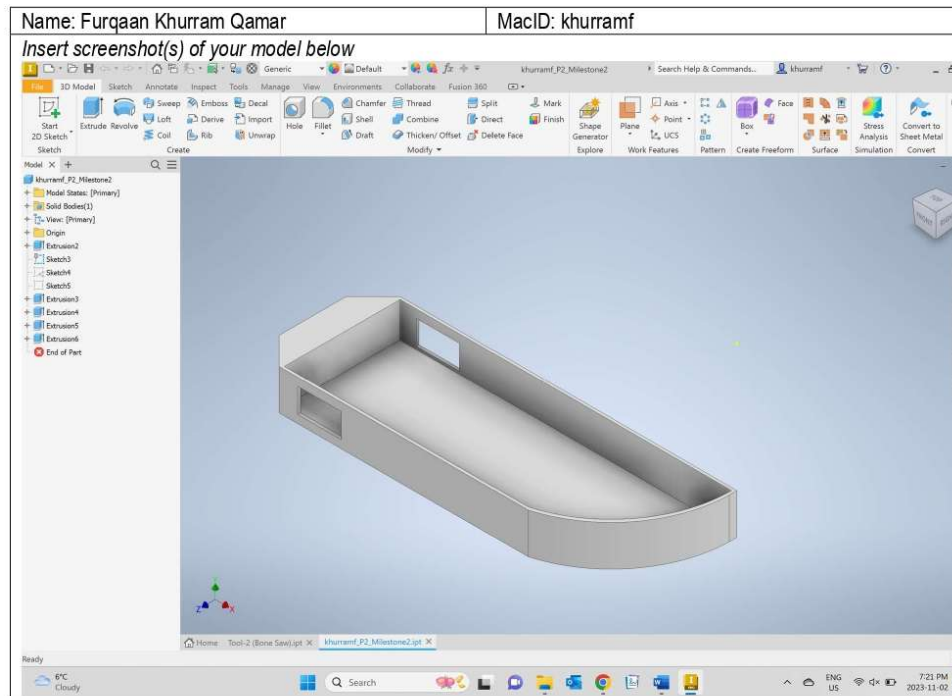 Name: Furqaan Khurram Qamar
MacID: khurramf
Insert screenshot(s) of your model below
Generic
Default
khurramf_P2_Milestone2
Search Help & Commands...
khurramf
File 3D Model Sketch Annotate Inspect Tools Manage View Environments Collaborate Fusion 360
Start 2D Sketch
Extrude
Revolve
Sweep Emboss Decal
Loft Derive Import
Coil Rib Unwrap
Hole
Fillet
Chamfer Thread Split
Shell Combine Direct
Draft Thicken/ Offset Delete Face
Mark
Finish
Shape Generator
Plane
Axis
Point
UCS
Box
Face
Stress Analysis
Convert to Sheet Metal
Sketch Create Modify Explore Work Features Pattern Create Freeform Surface Simulation Convert
Model
khurramf_P2_Milestone2
Model States: [Primary]
Solid Bodies(1)
View: [Primary]
Origin
Extrusion2
Sketch3
Sketch4
Sketch5
Extrusion3
Extrusion4
Extrusion5
Extrusion6
End of Part
TOP
FRONT
Z X
Home Tool-2 (Bone Saw).ipt khurramf_P2_Milestone2.ipt
Ready
6°C
Cloudy
Search
ENG
US
7:21 PM
2023-11-02